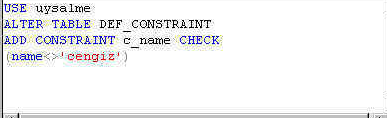 USE uysalme
ALTER TABLE DEF_CONSTRAINT
ADD CONSTRAINT c_name CHECK
(name<>'cengiz')